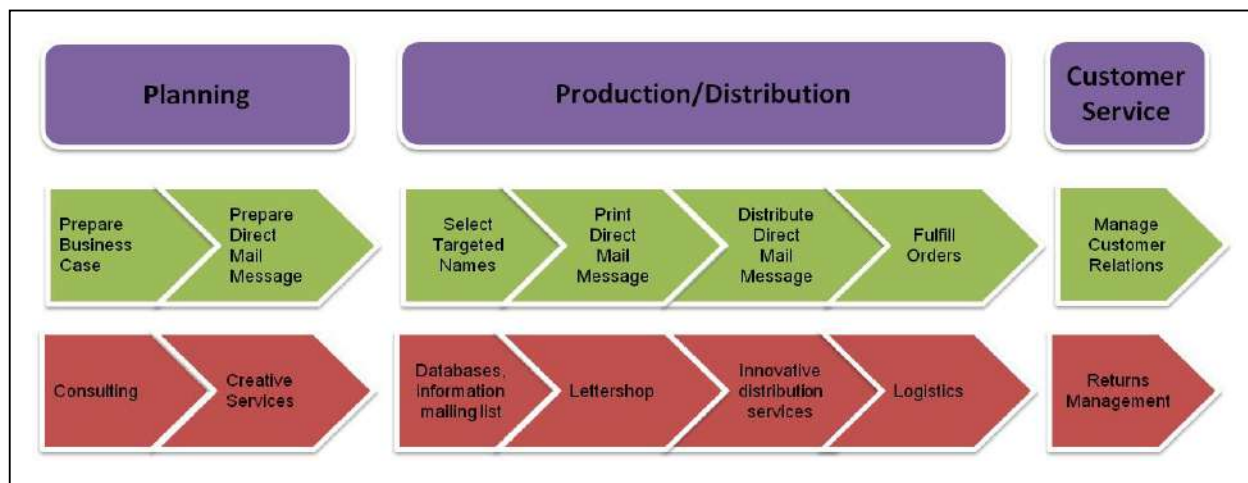 Planning
Production/Distribution
Customer
Service
Prepare
Business
Case
Prepare
Direct
Mail
Message
Select
Targeted
Names
Print
Direct
Mail
Message
Distribute
Direct
Mail
Message
Fulfill
Orders
Manage
Customer
Relations
Consulting
Creative
Services
Databases,
information
mailing list
Lettershop
Innovative
distribution
services
Logistics
Returns
Management